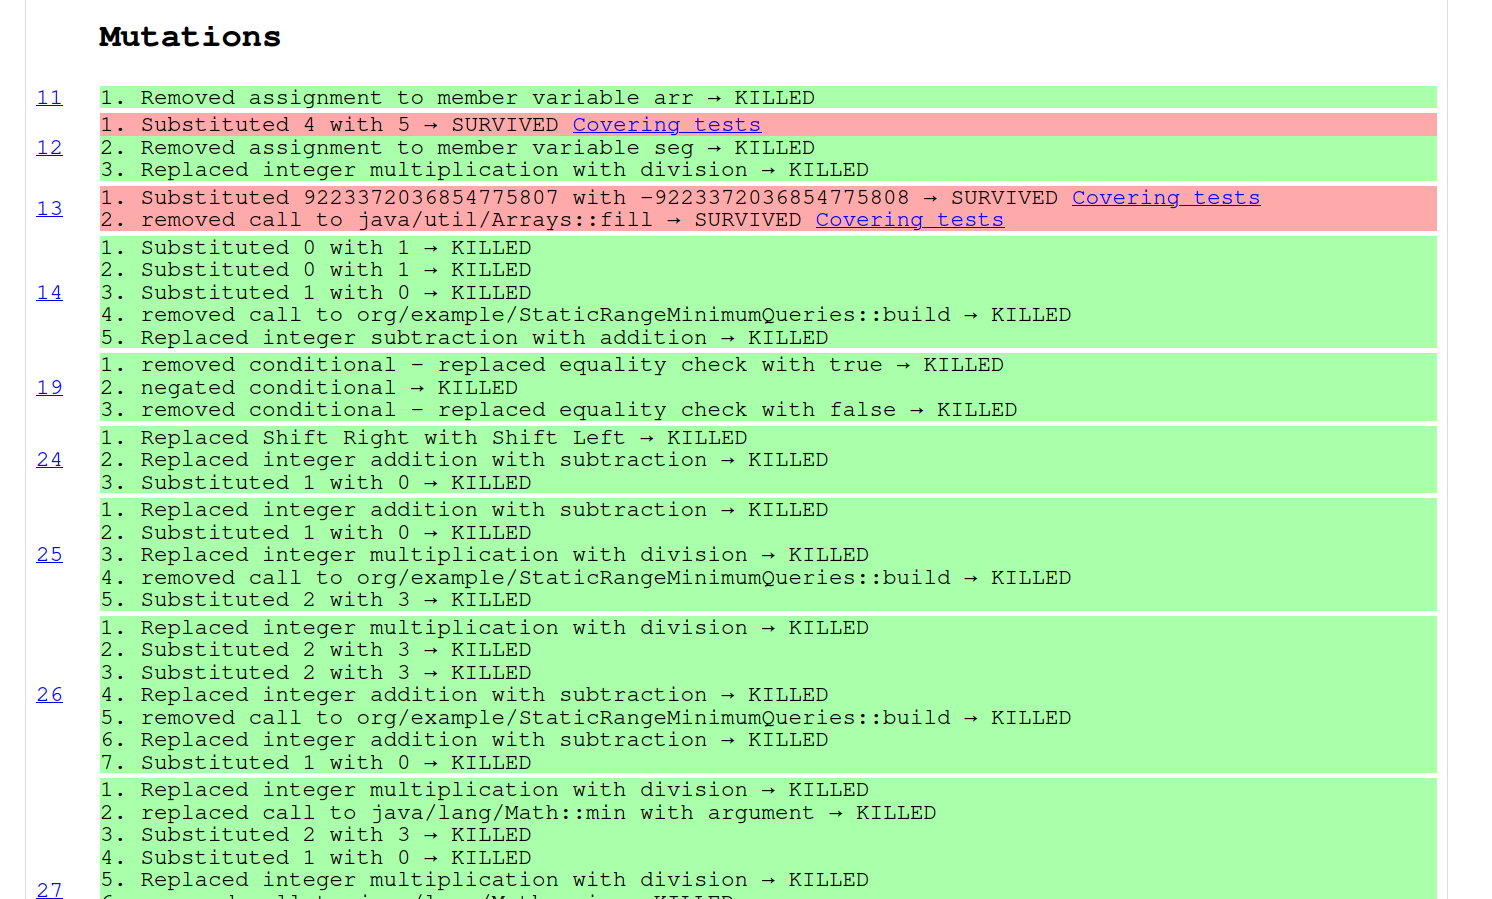 Mutations
11 1. Removed assignment to member variable arr → KILLED
1. Substituted 4 with 5 → SURVIVED Covering tests
12 2. Removed assignment to member variable seg → KILLED
3. Replaced integer multiplication with division → KILLED
13 1. Substituted 9223372036854775807 with -9223372036854775808 → SURVIVED Covering tests
2. removed call to java/util/Arrays::fill → SURVIVED Covering tests
1. Substituted 0 with 1 → KILLED
2. Substituted 0 with 1 → KILLED
14 3. Substituted 1 with 0 → KILLED
4. removed call to org/example/StaticRangeMinimumQueries::build → KILLED
5. Replaced integer subtraction with addition → KILLED
1. removed conditional - replaced equality check with true → KILLED
19 2. negated conditional → KILLED
3. removed conditional - replaced equality check with false → KILLED
1. Replaced Shift Right with Shift Left → KILLED
24 2. Replaced integer addition with subtraction → KILLED
3. Substituted 1 with 0 → KILLED
1. Replaced integer addition with subtraction → KILLED
2. Substituted 1 with 0 → KILLED
25 3. Replaced integer multiplication with division → KILLED
4. removed call to org/example/StaticRangeMinimumQueries::build → KILLED
5. Substituted 2 with 3 → KILLED
1. Replaced integer multiplication with division → KILLED
2. Substituted 2 with 3 → KILLED
3. Substituted 2 with 3 → KILLED
26 4. Replaced integer addition with subtraction → KILLED
5. removed call to org/example/StaticRangeMinimumQueries::build → KILLED
6. Replaced integer addition with subtraction → KILLED
7. Substituted 1 with 0 → KILLED
1. Replaced integer multiplication with division → KILLED
2. replaced call to java/lang/Math::min with argument → KILLED
3. Substituted 2 with 3 → KILLED
4. Substituted 1 with 0 → KILLED
27 5. Replaced integer multiplication with division → KILLED